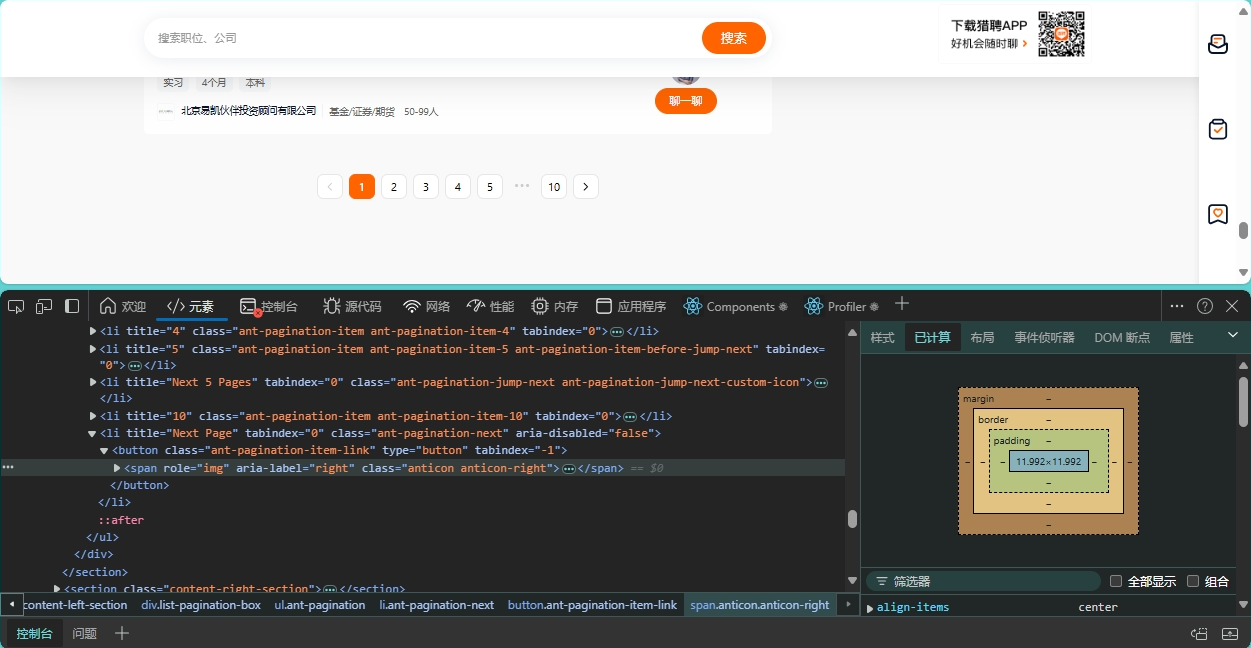 搜索职位、公司
搜索
下载猎聘APP
好机会随时聊
实习 4个月 本科
聊一聊
北京易凯伙伴投资顾问有限公司 基金/证券/期货 50-99人
1 2 3 4 5 ••• 10
欢迎 </> 元素 控制台 源代码 网络 性能 内存 应用程序 Components Profiler
<li title="4" class="ant-pagination-item ant-pagination-item-4" tabindex="0"></li>
<li title="5" class="ant-pagination-item ant-pagination-item-5 ant-pagination-item-before-jump-next" tabindex=
"0"></li>
<li title="Next 5 Pages" tabindex="0" class="ant-pagination-jump-next ant-pagination-jump-next-custom-icon">
</li>
<li title="10" class="ant-pagination-item ant-pagination-item-10" tabindex="0"></li>
<li title="Next Page" tabindex="0" class="ant-pagination-next" aria-disabled="false">
<button class="ant-pagination-item-link" type="button" tabindex="-1">
<span role="img" aria-label="right" class="anticon anticon-right"></span> == $0
</button>
</li>
::after
</ul>
</div>
</section>
<section class="content-right-section"></section>
content-left-section div.list-pagination-box ul.ant-pagination li.ant-pagination-next button.ant-pagination-item-link span.anticon.anticon-right
样式 已计算 布局 事件侦听器 DOM 断点 属性
margin –
border –
padding –
– – – 11.992×11.992 – – –
–
–
–
筛选器 全部显示 组合
align-items center
控制台 问题